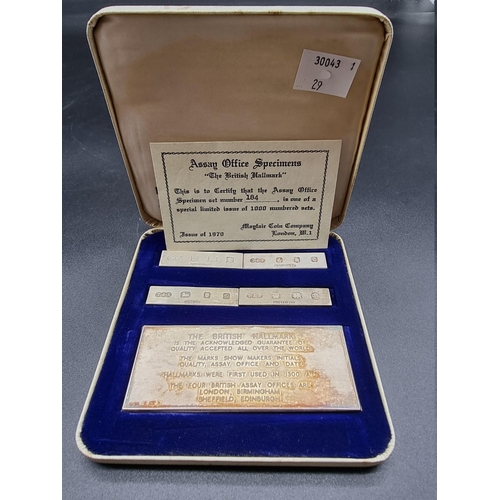 30043 1
29
Assay Office Specimens
"The British Hallmark"
This is to Certify that the Assay Office
Specimen set number 184, is one of a
special limited issue of 1000 numbered sets.
Mayfair Coin Company
Issue of 1970 London, W.1
THE BRITISH HALLMARK
IS THE ACKNOWLEDGED GUARANTEE OF
QUALITY ACCEPTED ALL OVER THE WORLD
THE MARKS SHOW MAKERS INITIALS
QUALITY, ASSAY, OFFICE AND DATE
HALLMARKS WERE FIRST USED IN 1300
THE FOUR BRITISH ASSAY OFFICES ARE
LONDON, BIRMINGHAM
SHEFFIELD, EDINBURGH